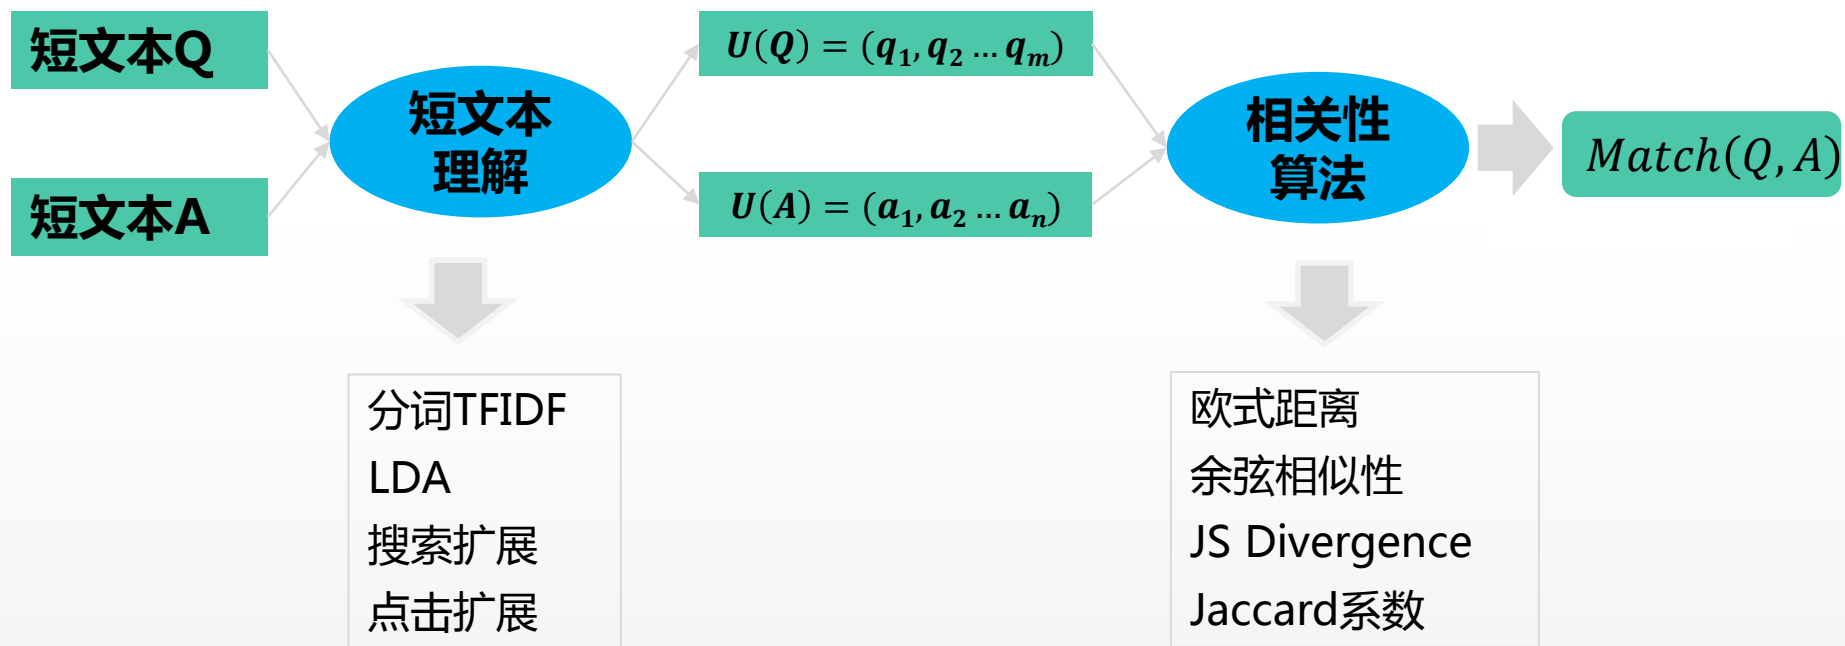 短文本Q
短文本A
短文本
理解
U(Q) = (q₁, q₂ … qₘ)
U(A) = (a₁, a₂ … aₙ)
相关性
算法
Match(Q, A)
分词TFIDF
LDA
搜索扩展
点击扩展
欧式距离
余弦相似性
JS Divergence
Jaccard系数